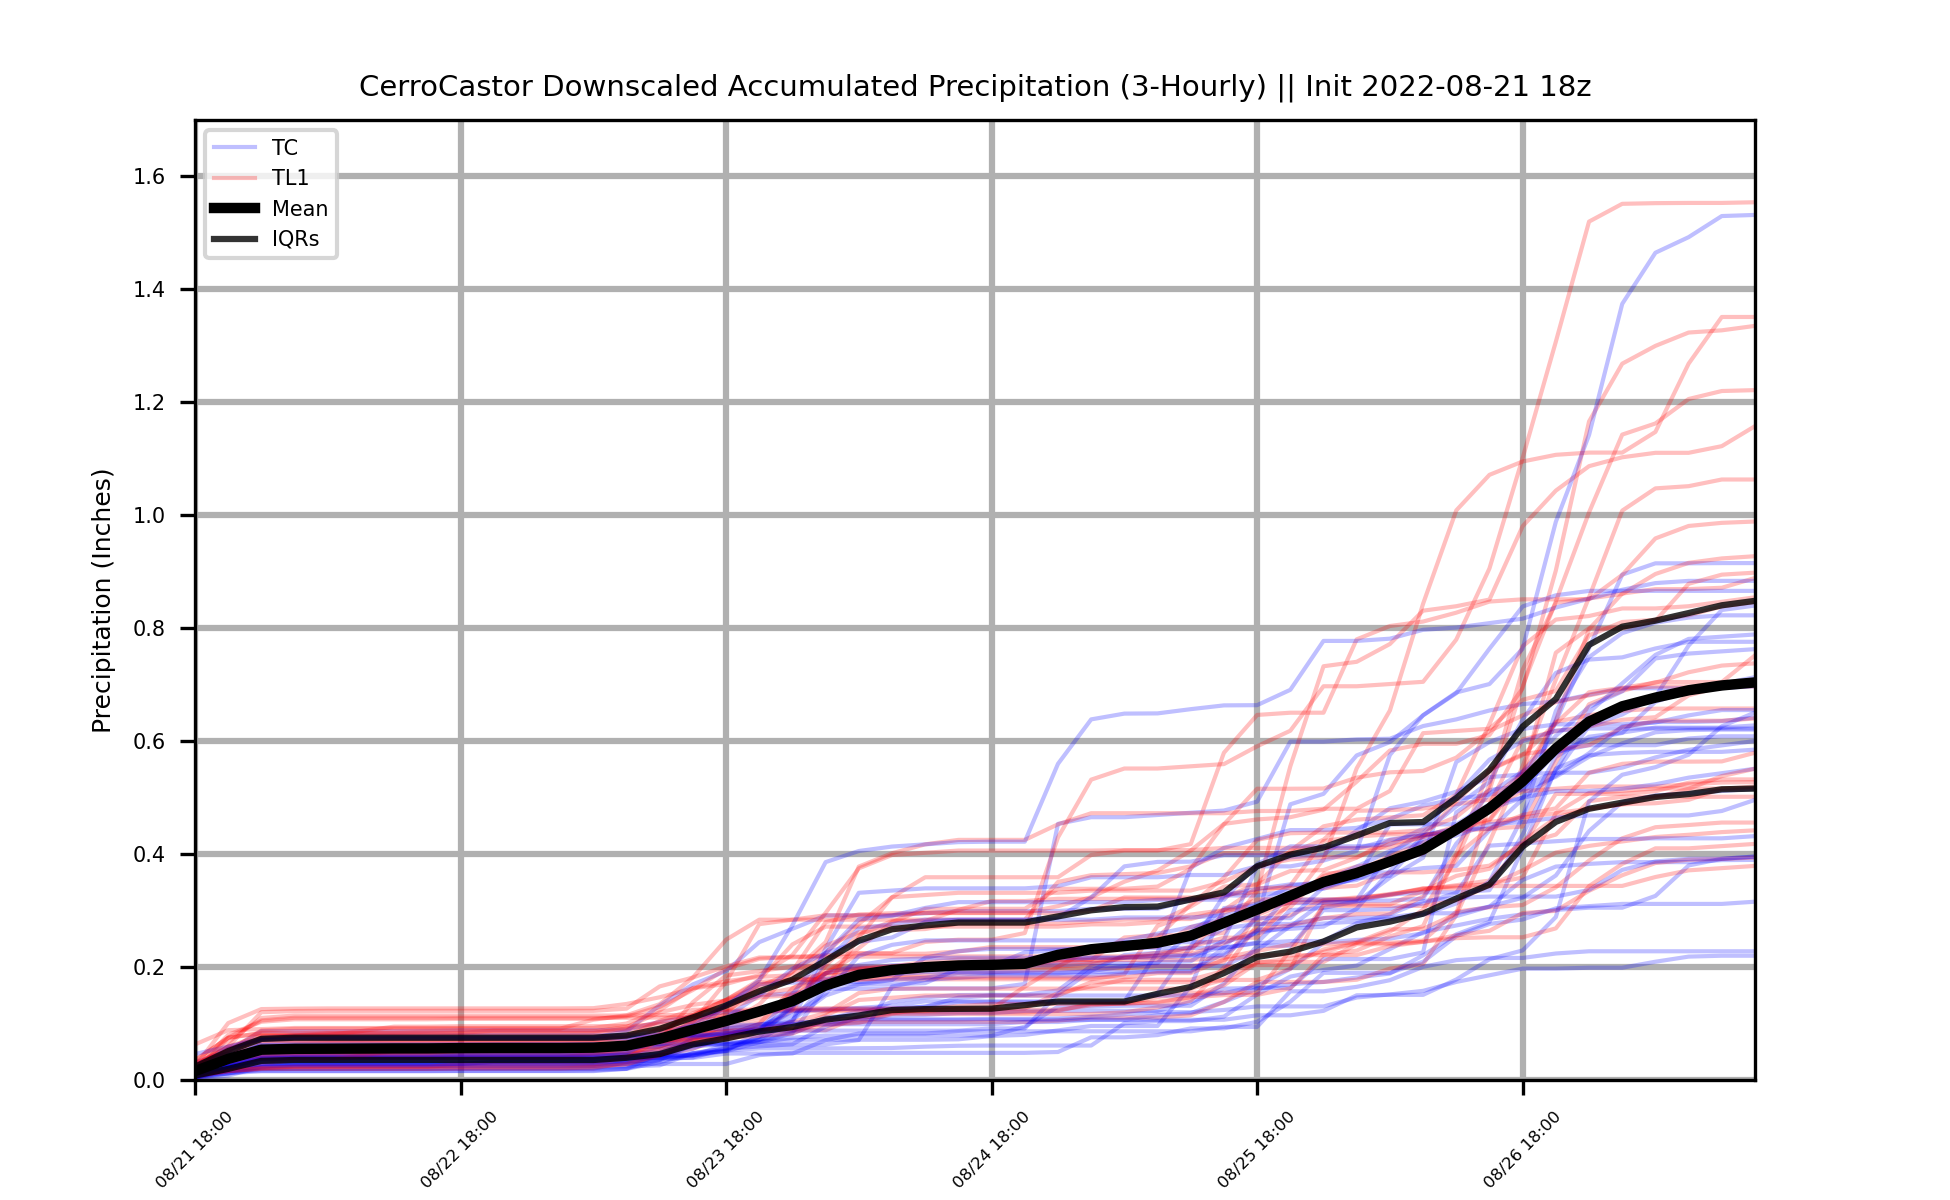 CerroCastor Downscaled Accumulated Precipitation (3-Hourly) || Init 2022-08-21 18z
TC
TL1
Mean
IQRs
Precipitation (Inches)
1.6
1.4
1.2
1.0
0.8
0.6
0.4
0.2
0.0
08/21 18:00
08/22 18:00
08/23 18:00
08/24 18:00
08/25 18:00
08/26 18:00